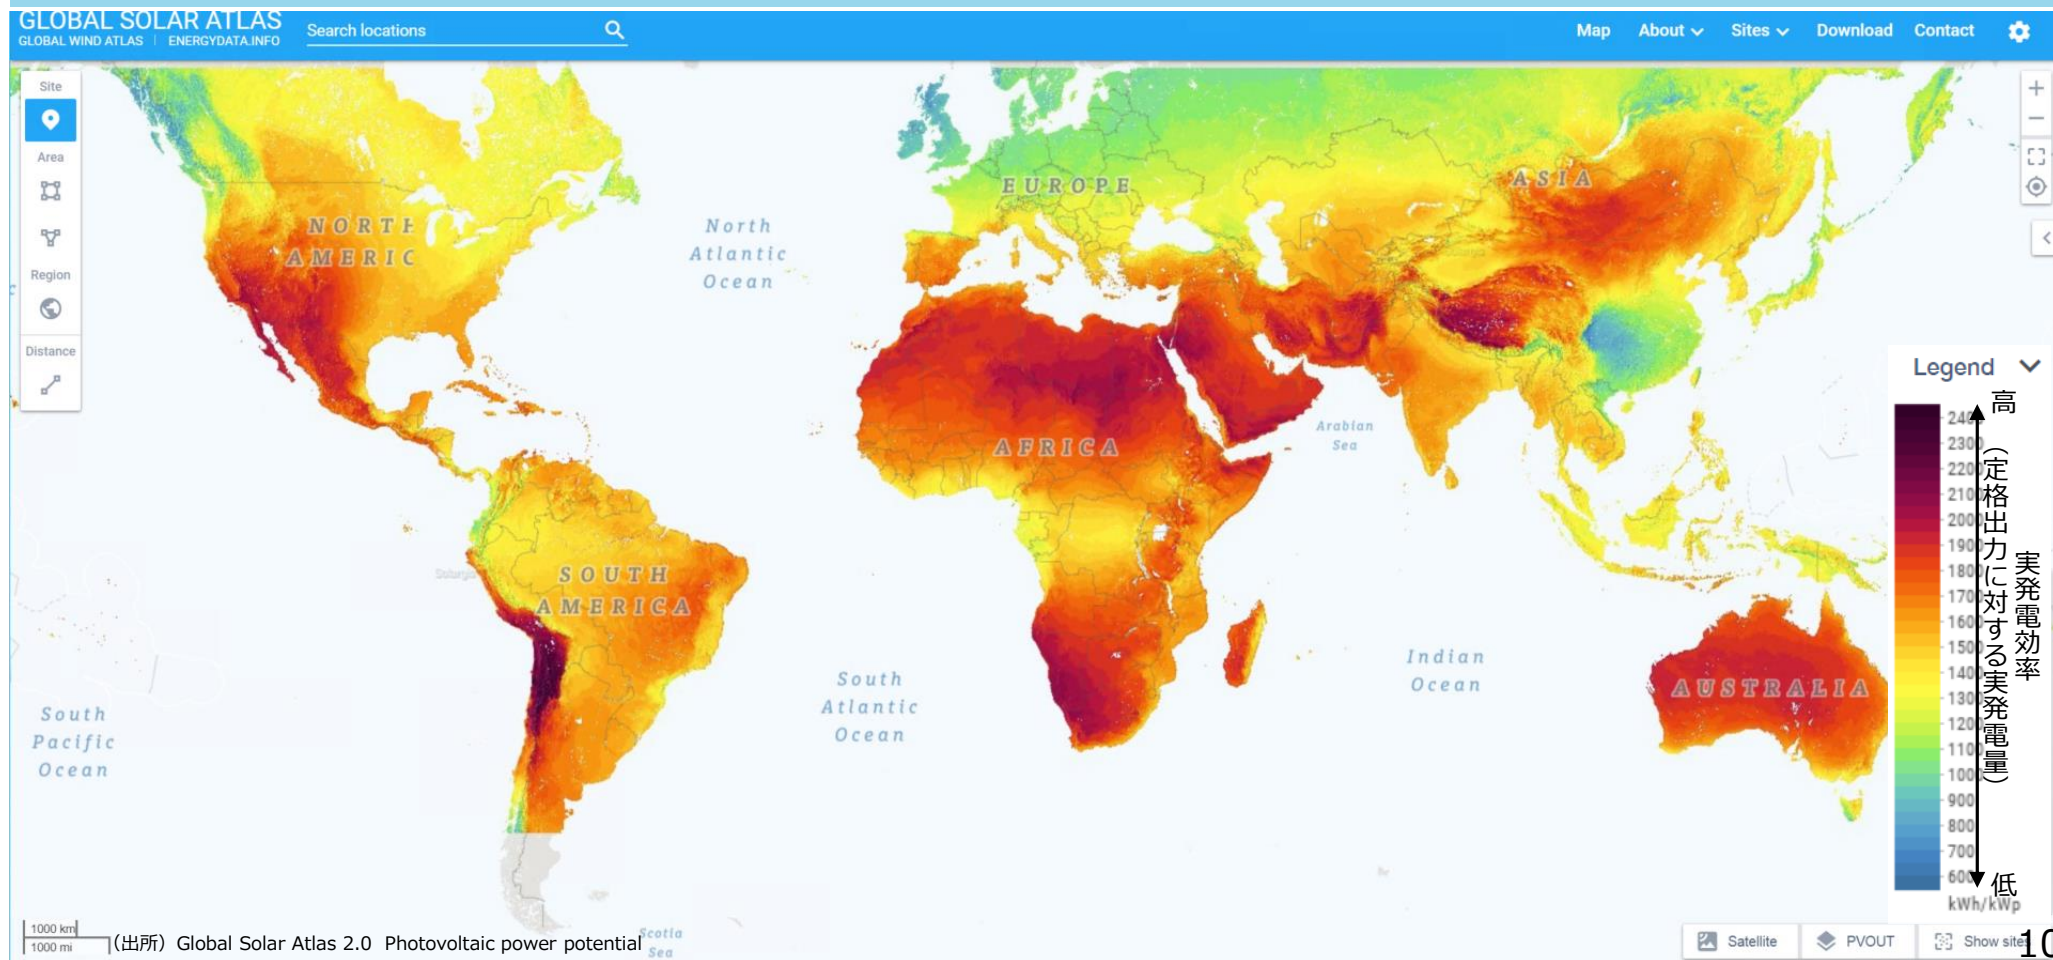 GLOBAL SOLAR ATLAS
GLOBAL WIND ATLAS | ENERGYDATA.INFO
Search locations
Map
About
Sites
Download
Contact
Site
Area
Region
Distance
NORTH
AMERIC
North
Atlantic
Ocean
EUROPE
ASIA
AFRICA
Arabian
Sea
SOUTH
AMERICA
South
Pacific
Ocean
South
Atlantic
Ocean
Indian
Ocean
AUSTRALIA
Scotia
Sea
Legend
高
2300
2200
2100
2000
1900
1800
1700
1600
1500
1400
1300
1200
1100
1000
900
800
700
600
低
kWh/kWp
実発電効率
（定格出力に対する実発電量）
1000 km
1000 mi
（出所）Global Solar Atlas 2.0 Photovoltaic power potential
Satellite
PVOUT
Show sites
10